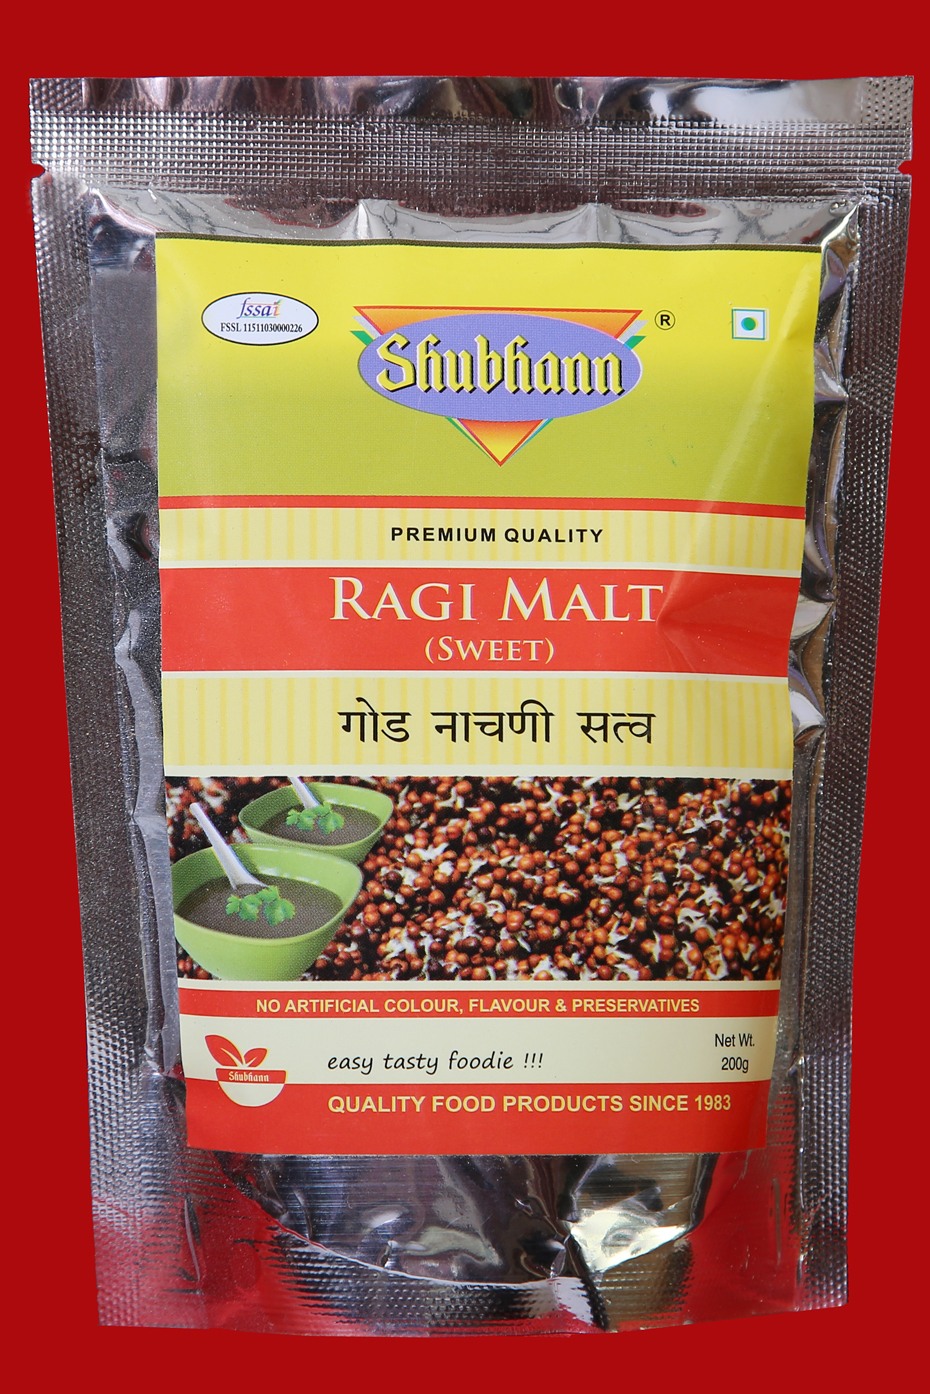 fssai
FSSL 11511030000226
Shubhann ®
PREMIUM QUALITY
RAGI MALT
(SWEET)
गोड नाचणी सत्व
NO ARTIFICIAL COLOUR, FLAVOUR & PRESERVATIVES
Net Wt.
200g
easy tasty foodie !!!
Shubhann
QUALITY FOOD PRODUCTS SINCE 1983